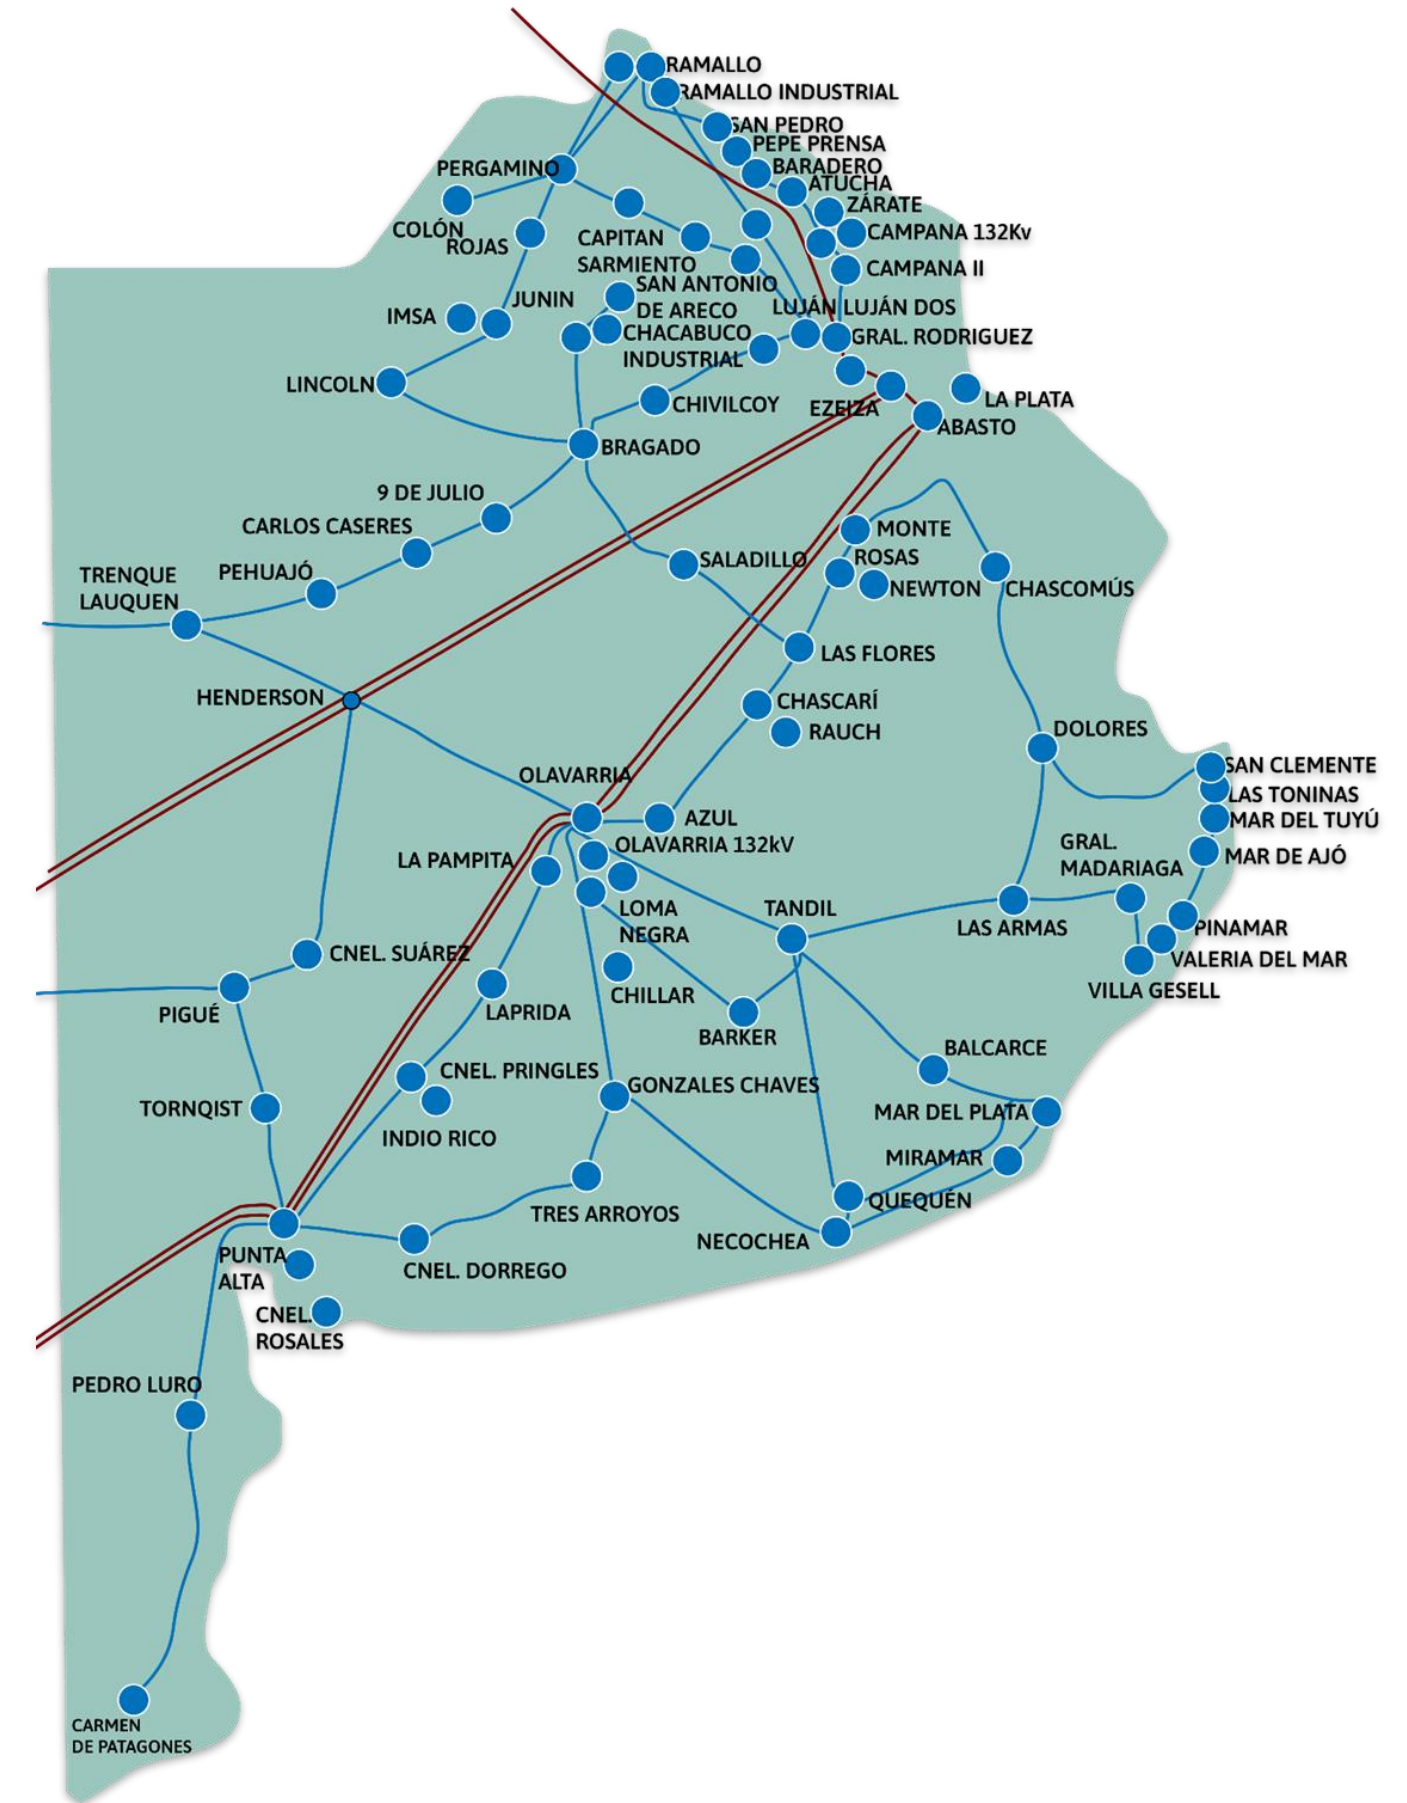 RAMALLO
RAMALLO INDUSTRIAL
SAN PEDRO
PEPE PRENSA
BARADERO
ATUCHA
ZÁRATE
CAMPANA 132Kv
CAMPANA II
PERGAMINO
COLÓN
ROJAS
CAPITAN
SARMIENTO
SAN ANTONIO
DE ARECO
IMSA
JUNIN
CHACABUCO
INDUSTRIAL
LUJÁN
LUJÁN DOS
GRAL. RODRIGUEZ
LINCOLN
CHIVILCOY
EZEIZA
LA PLATA
ABASTO
BRAGADO
9 DE JULIO
CARLOS CASERES
PEHUAJÓ
TRENQUE
LAUQUEN
SALADILLO
MONTE
ROSAS
NEWTON
CHASCOMÚS
LAS FLORES
HENDERSON
CHASCARÍ
RAUCH
DOLORES
SAN CLEMENTE
LAS TONINAS
MAR DEL TUYÚ
MAR DE AJÓ
OLAVARRIA
AZUL
OLAVARRIA 132kV
LA PAMPITA
GRAL.
MADARIAGA
LOMA
NEGRA
TANDIL
LAS ARMAS
PINAMAR
VALERIA DEL MAR
VILLA GESELL
CNEL. SUÁREZ
PIGUÉ
LAPRIDA
CHILLAR
BARKER
BALCARCE
CNEL. PRINGLES
GONZALES CHAVES
TORNQIST
MAR DEL PLATA
INDIO RICO
MIRAMAR
QUEQUÉN
TRES ARROYOS
NECOCHEA
PUNTA
ALTA
CNEL. DORREGO
CNEL.
ROSALES
PEDRO LURO
CARMEN
DE PATAGONES